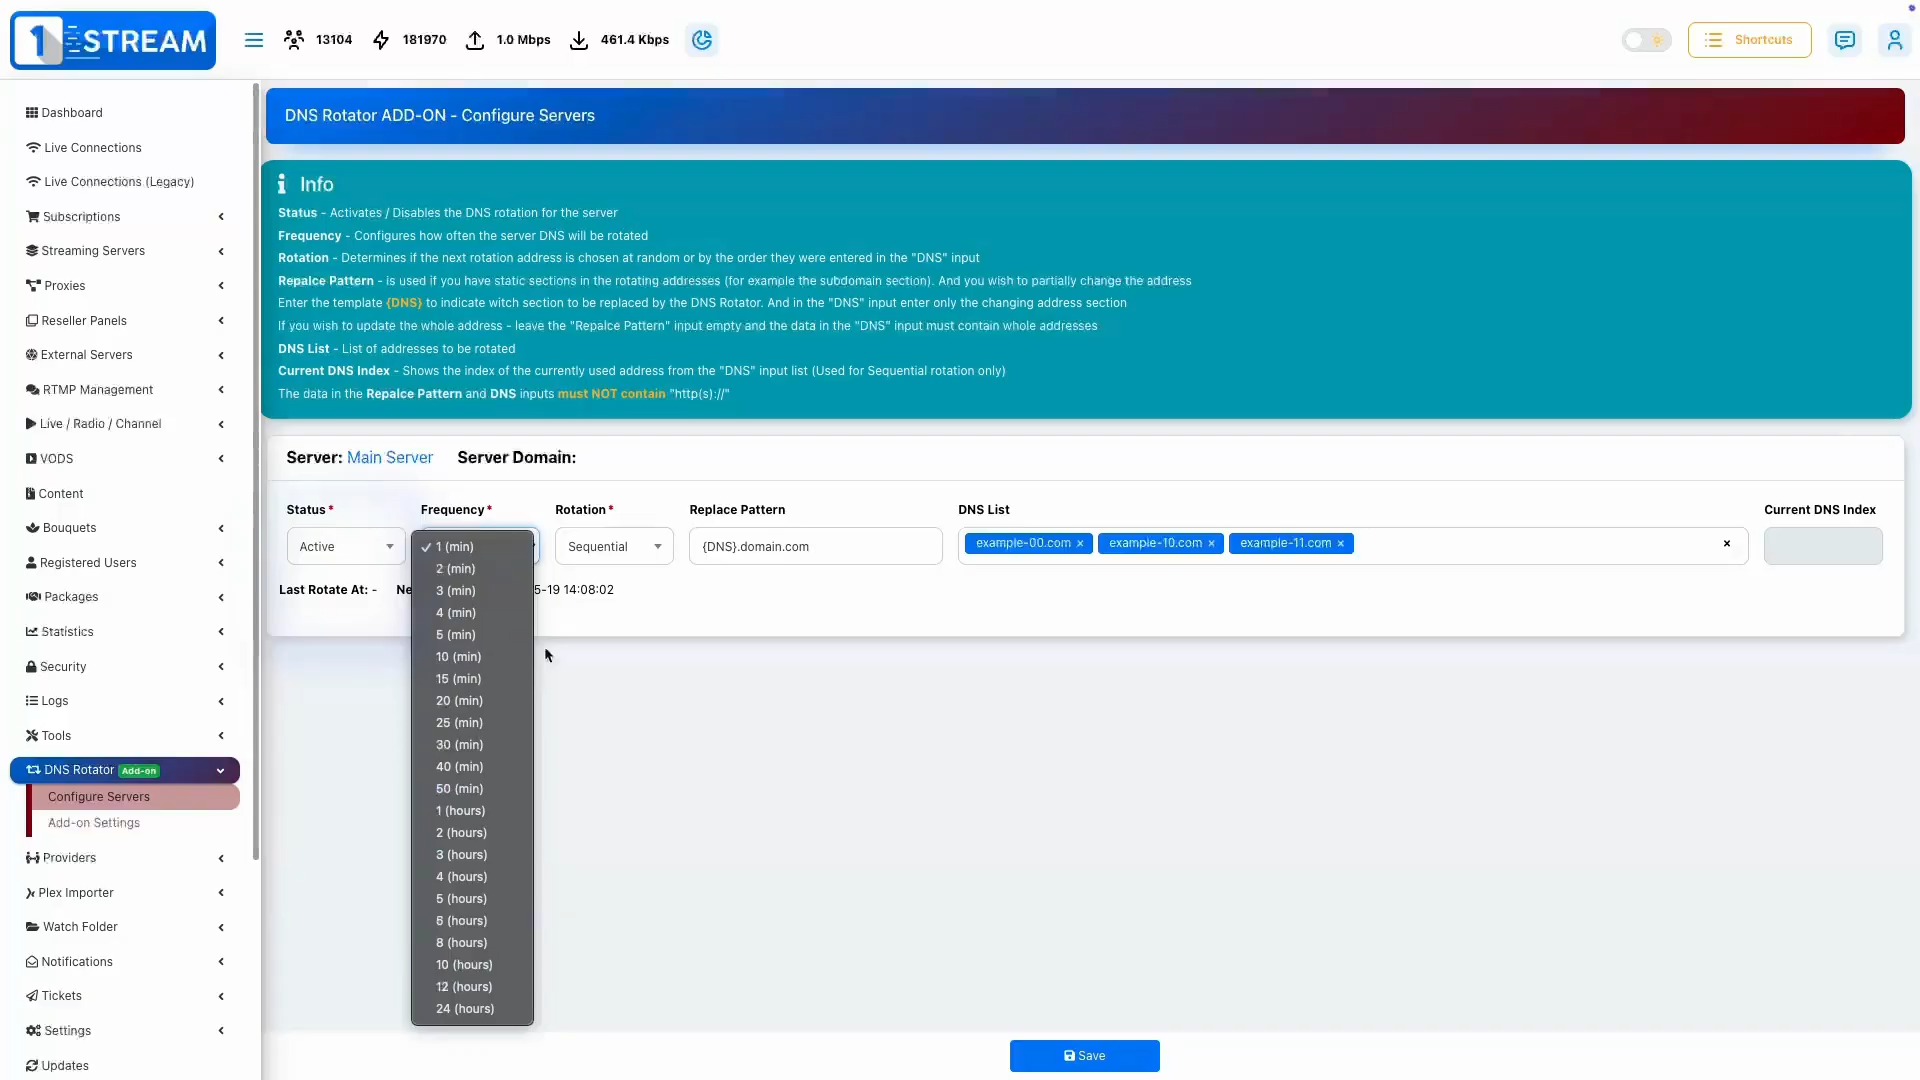 1 STREAM
13104
181970
1.0 Mbps
461.4 Kbps
Shortcuts
Dashboard
Live Connections
Live Connections (Legacy)
Subscriptions
Streaming Servers
Proxies
Reseller Panels
External Servers
RTMP Management
Live / Radio / Channel
VODS
Content
Bouquets
Registered Users
Packages
Statistics
Security
Logs
Tools
DNS Rotator Add-on
Configure Servers
Add-on Settings
Providers
Plex Importer
Watch Folder
Notifications
Tickets
Settings
Updates
DNS Rotator ADD-ON - Configure Servers
Info
Status - Activates / Disables the DNS rotation for the server
Frequency - Configures how often the server DNS will be rotated
Rotation - Determines if the next rotation address is chosen at random or by the order they were entered in the "DNS" input
Repalce Pattern - is used if you have static sections in the rotating addresses (for example the subdomain section). And you wish to partially change the address
Enter the template {DNS} to indicate witch section to be replaced by the DNS Rotator. And in the "DNS" input enter only the changing address section
If you wish to update the whole address - leave the "Repalce Pattern" input empty and the data in the "DNS" input must contain whole addresses
DNS List - List of addresses to be rotated
Current DNS Index - Shows the index of the currently used address from the "DNS" input list (Used for Sequential rotation only)
The data in the Repalce Pattern and DNS inputs must NOT contain "http(s)://"
Server: Main Server Server Domain:
Status* Frequency* Rotation* Replace Pattern DNS List Current DNS Index
Active Sequential {DNS}.domain.com example-00.com × example-10.com × example-11.com × ×
Last Rotate At: - Ne 5-19 14:08:02
1 (min)
2 (min)
3 (min)
4 (min)
5 (min)
10 (min)
15 (min)
20 (min)
25 (min)
30 (min)
40 (min)
50 (min)
1 (hours)
2 (hours)
3 (hours)
4 (hours)
5 (hours)
6 (hours)
8 (hours)
10 (hours)
12 (hours)
24 (hours)
Save